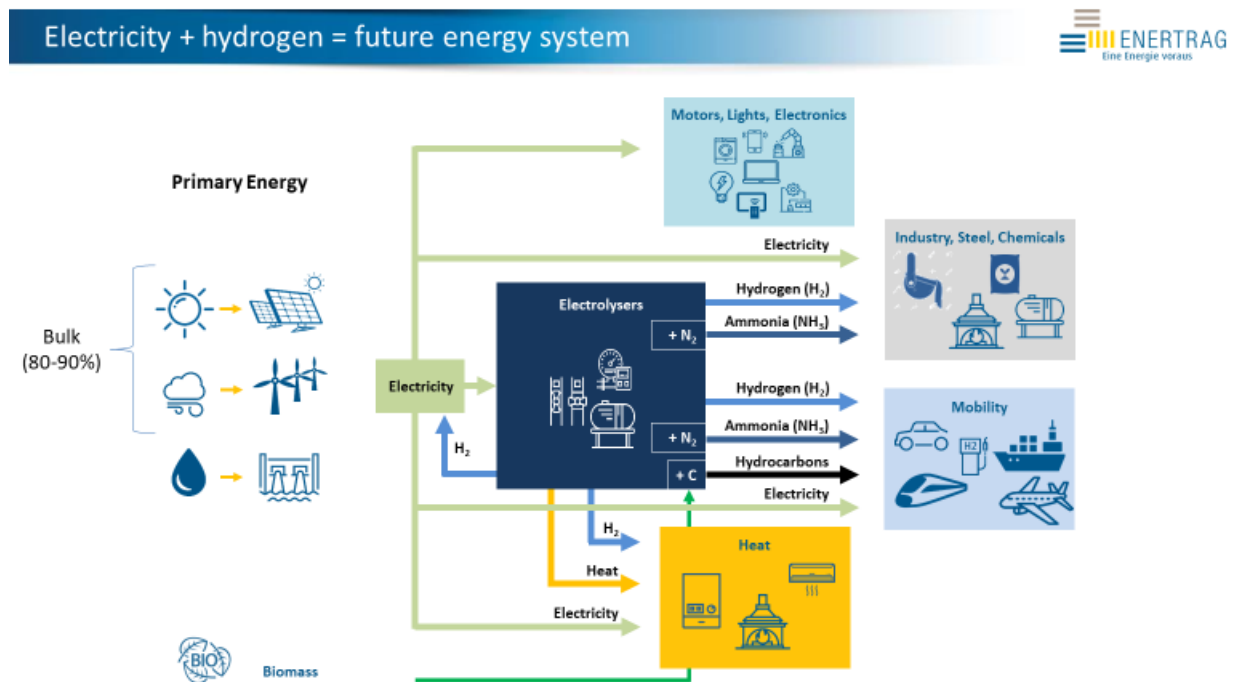 Electricity + hydrogen = future energy system
ENERTRAG
Eine Energie voraus
Motors, Lights, Electronics
Primary Energy
Electricity
Industry, Steel, Chemicals
Hydrogen (H₂)
Electrolysers
Ammonia (NH₃)
+ N₂
Bulk
(80-90%)
Electricity
Hydrogen (H₂)
Mobility
Ammonia (NH₃)
+ N₂
H2
H₂
Hydrocarbons
+ C
Electricity
H₂
Heat
Heat
Electricity
BIO
Biomass